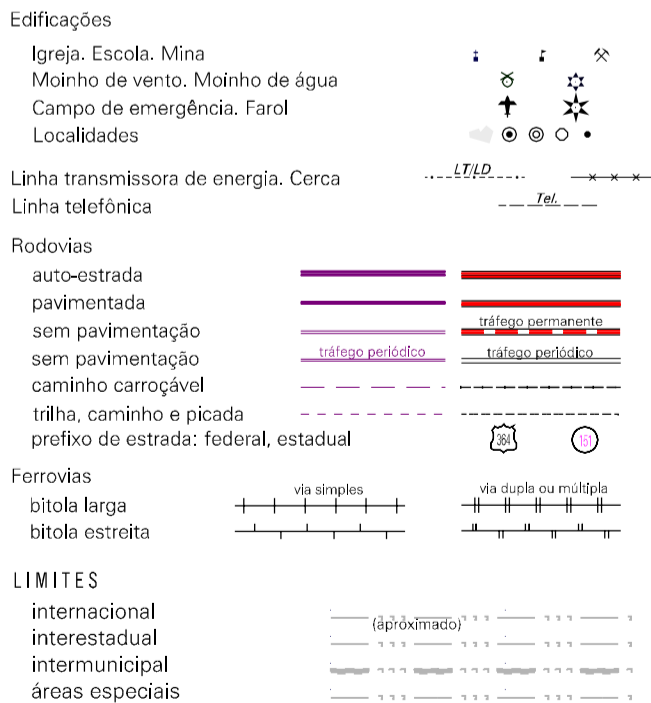 Edificações
Igreja. Escola. Mina
Moinho de vento. Moinho de água
Campo de emergência. Farol
Localidades
Linha transmissora de energia. Cerca LT/LD
Linha telefônica Tel.
Rodovias
auto-estrada
pavimentada
sem pavimentação tráfego permanente
sem pavimentação tráfego periódico tráfego periódico
caminho carroçável
trilha, caminho e picada
prefixo de estrada: federal, estadual 364 151
Ferrovias
via simples via dupla ou múltipla
bitola larga
bitola estreita
LIMITES
internacional
(aproximado)
interestadual
intermunicipal
áreas especiais